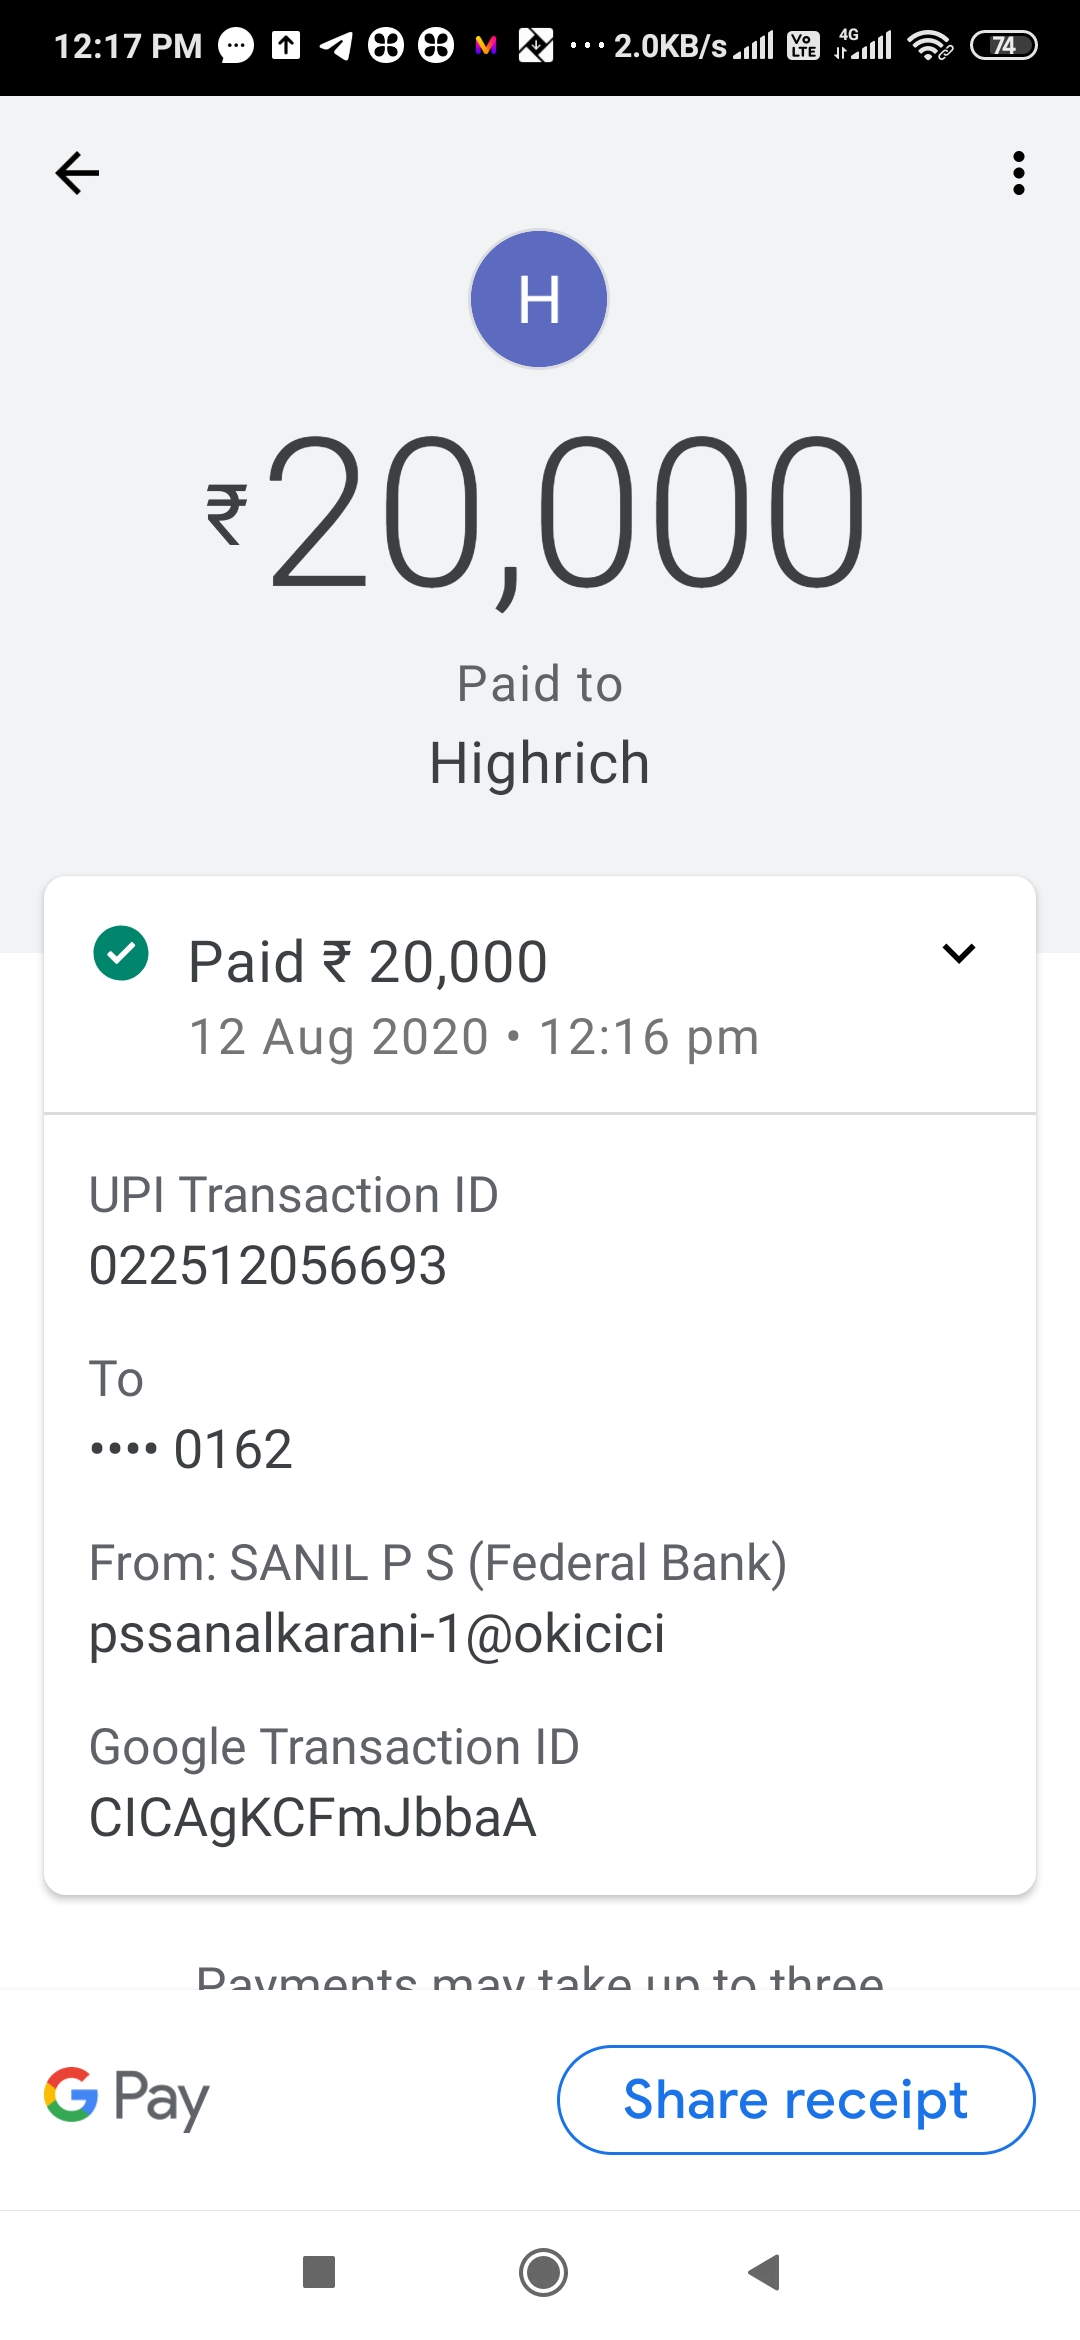 12:17 PM 2.0KB/s Vo LTE 4G 74
H
₹20,000
Paid to
Highrich
Paid ₹ 20,000
12 Aug 2020 • 12:16 pm
UPI Transaction ID
022512056693
To
•••• 0162
From: SANIL P S (Federal Bank)
pssanalkarani-1@okicici
Google Transaction ID
CICAgKCFmJbbaA
Payments may take up to three
G Pay
Share receipt